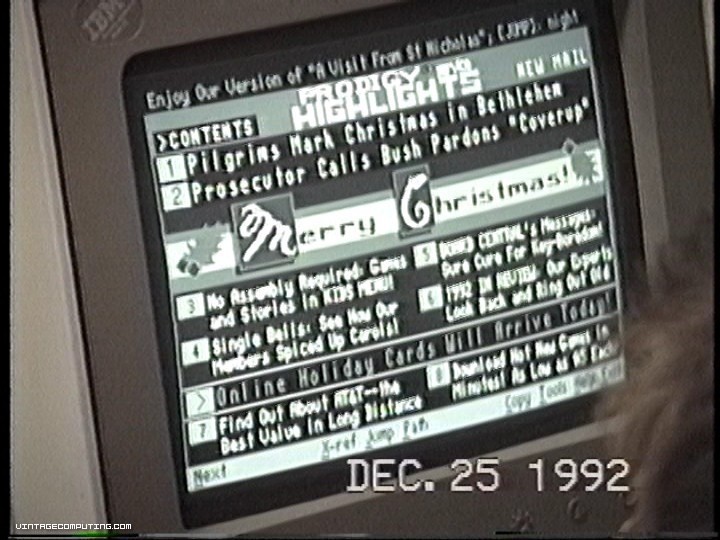 IBM
Enjoy Our Version of "A Visit From St Nicholas"; [JUMP]: night
PRODIGY
HIGHLIGHTS
NEW MAIL
>CONTENTS
1 Pilgrims Mark Christmas in Bethlehem
2 Prosecutor Calls Bush Pardons "Coverup"
Merry Christmas!
3 No Assembly Required: Games
and Stories in KIDS MENU!
4 Single Bells: See How Our
Members Spiced Up Carols!
5 BOARD CENTRAL's Messages:
Sure Cure For Key-Boredom!
6 1992 IN REVIEW: Our Experts
Look Back and Ring Out Old
> Online Holiday Cards Will Arrive Today!
7 Find Out About AT&T--the
Best Value in Long Distance
8 Download Hot New Games in
Minutes! As Low as $5 Each
Next X-ref Jump Path Copy Tools Help Exit
DEC. 25 1992
VINTAGECOMPUTING.COM